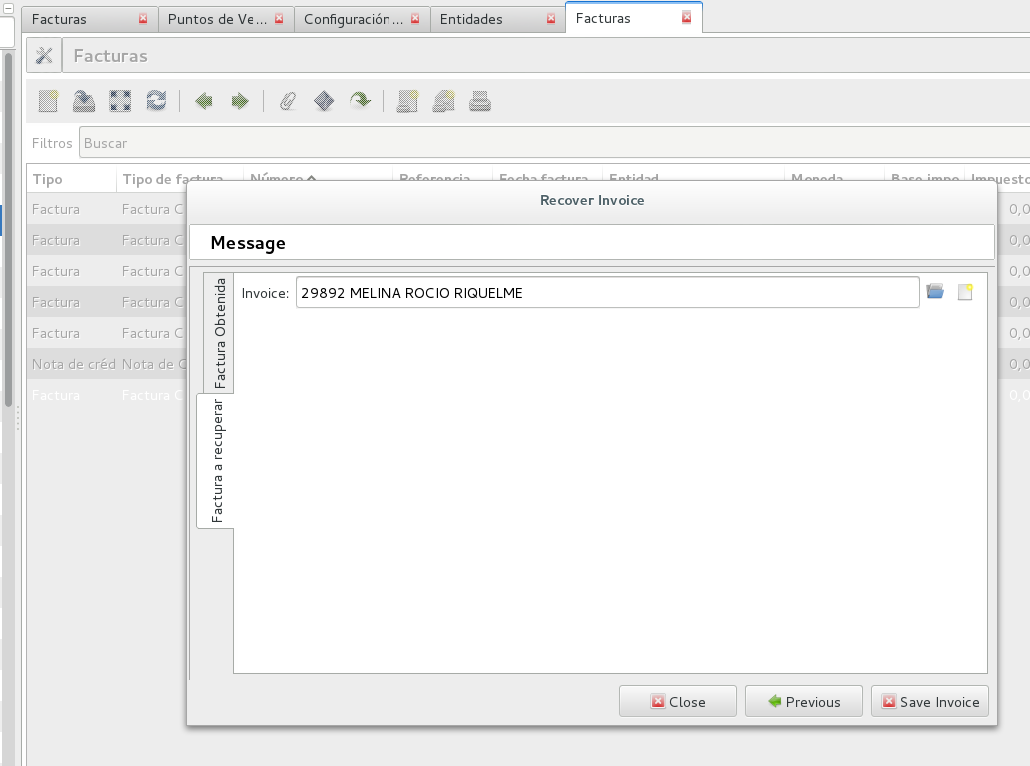 Facturas
Puntos de Ve...
Configuración...
Entidades
Facturas
Facturas
Filtros
Buscar
Tipo
Tipo de factura
Número
Referencia
Fecha factura
Entidad
Moneda
Base impo
Impuesto
Factura Factura C 0,0
Factura Factura C 0,0
Factura Factura C 0,0
Factura Factura C 0,0
Factura Factura C 0,0
Nota de créd Nota de C 0,0
Factura Factura C 0,0
Recover Invoice
Message
Factura Obtenida
Factura a recuperar
Invoice: 29892 MELINA ROCIO RIQUELME
Close
Previous
Save Invoice